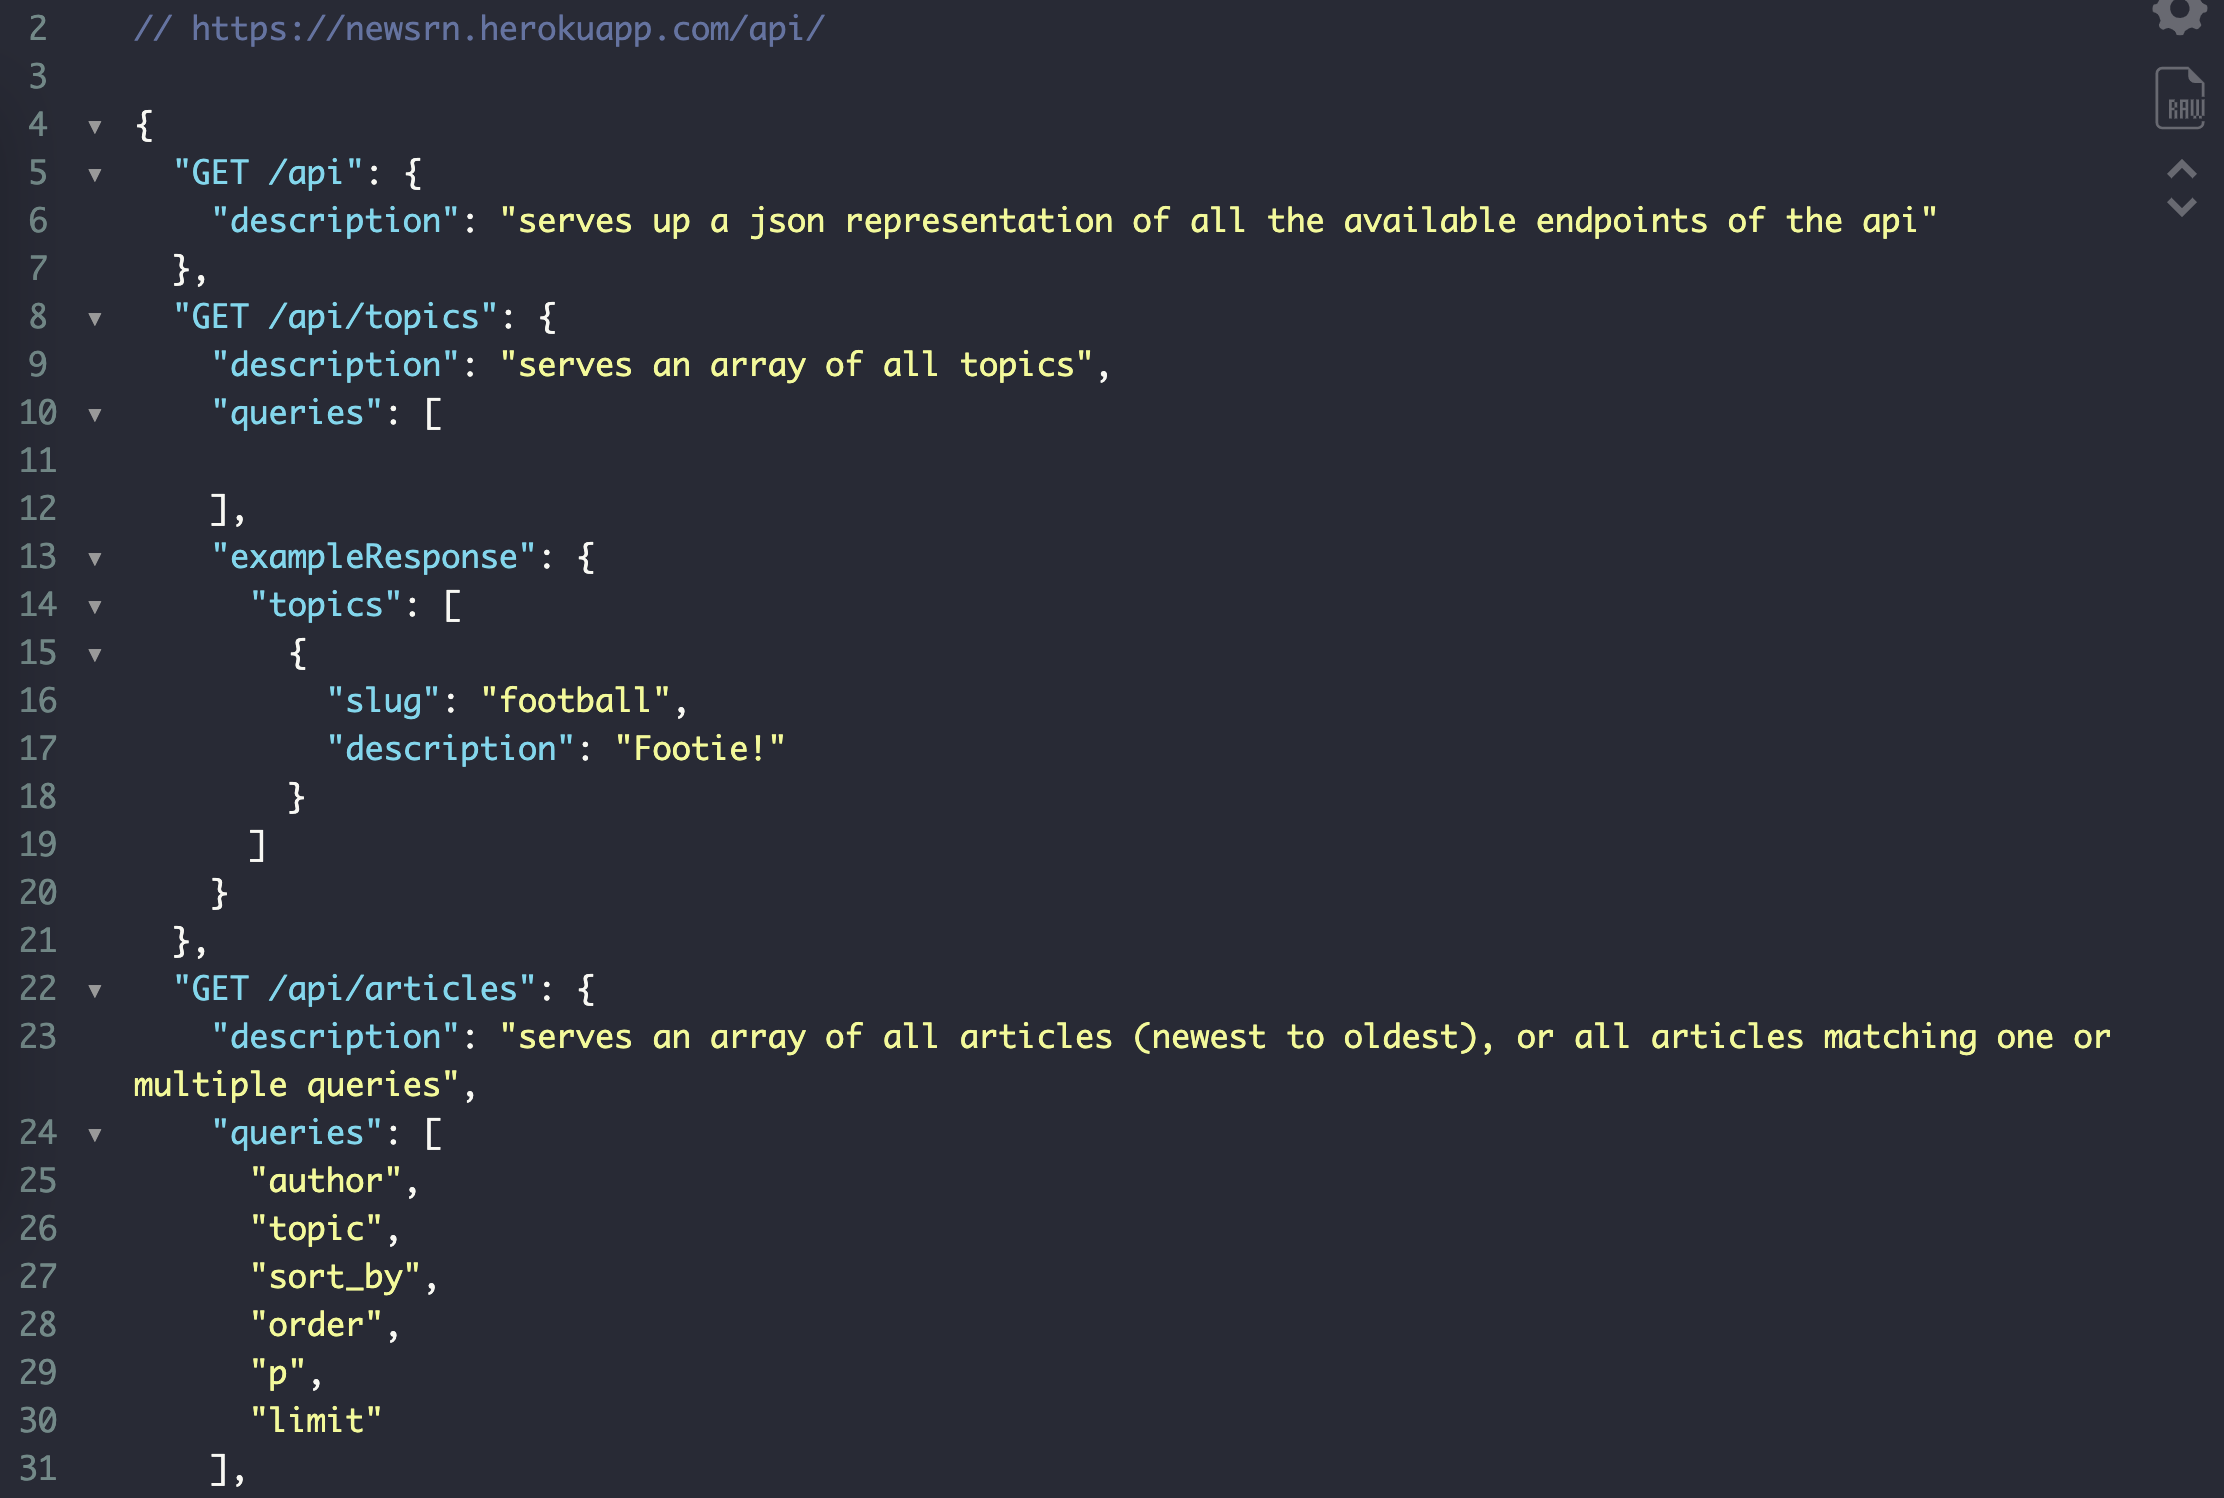 2 // https://newsrn.herokuapp.com/api/
3
4 ▼ {
5 ▼ "GET /api": {
6 "description": "serves up a json representation of all the available endpoints of the api"
7 },
8 ▼ "GET /api/topics": {
9 "description": "serves an array of all topics",
10 ▼ "queries": [
11
12 ],
13 ▼ "exampleResponse": {
14 ▼ "topics": [
15 ▼ {
16 "slug": "football",
17 "description": "Footie!"
18 }
19 ]
20 }
21 },
22 ▼ "GET /api/articles": {
23 "description": "serves an array of all articles (newest to oldest), or all articles matching one or
multiple queries",
24 ▼ "queries": [
25 "author",
26 "topic",
27 "sort_by",
28 "order",
29 "p",
30 "limit"
31 ],
RAW